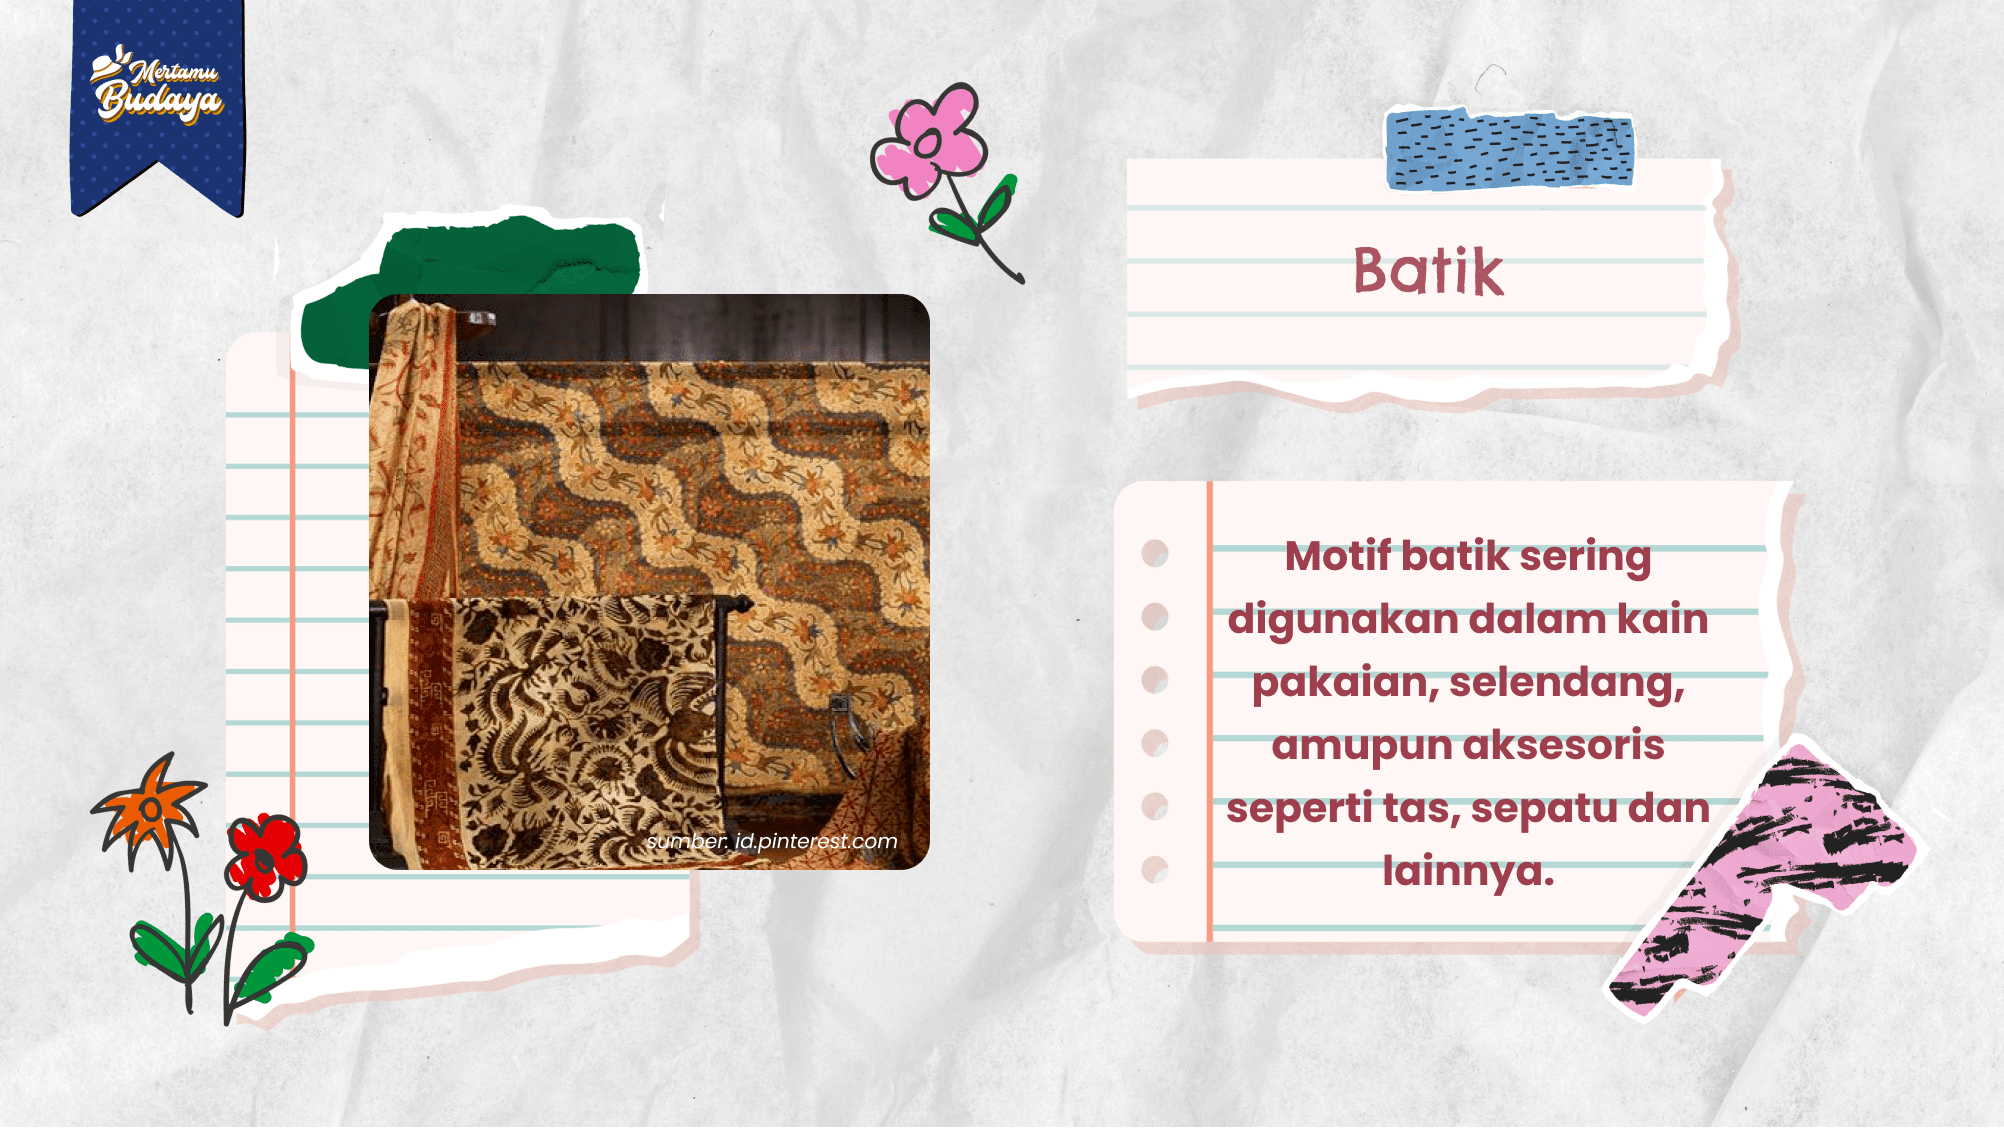 Mertamu
Budaya
Batik
Motif batik sering
digunakan dalam kain
pakaian, selendang,
amupun aksesoris
seperti tas, sepatu dan
lainnya.
sumber: id.pinterest.com